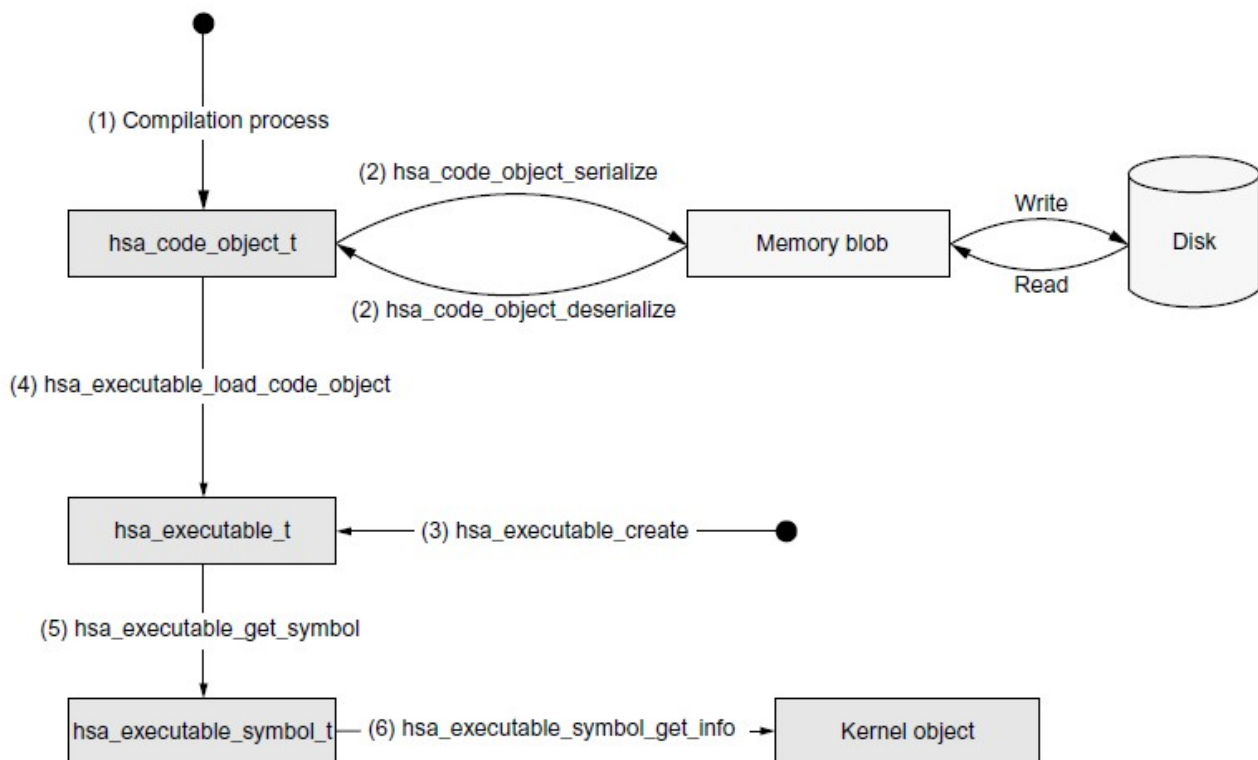 (1) Compilation process
(2) hsa_code_object_serialize
Write
hsa_code_object_t
Memory blob
Disk
Read
(2) hsa_code_object_deserialize
(4) hsa_executable_load_code_object
hsa_executable_t
(3) hsa_executable_create
(5) hsa_executable_get_symbol
hsa_executable_symbol_t
(6) hsa_executable_symbol_get_info
Kernel object